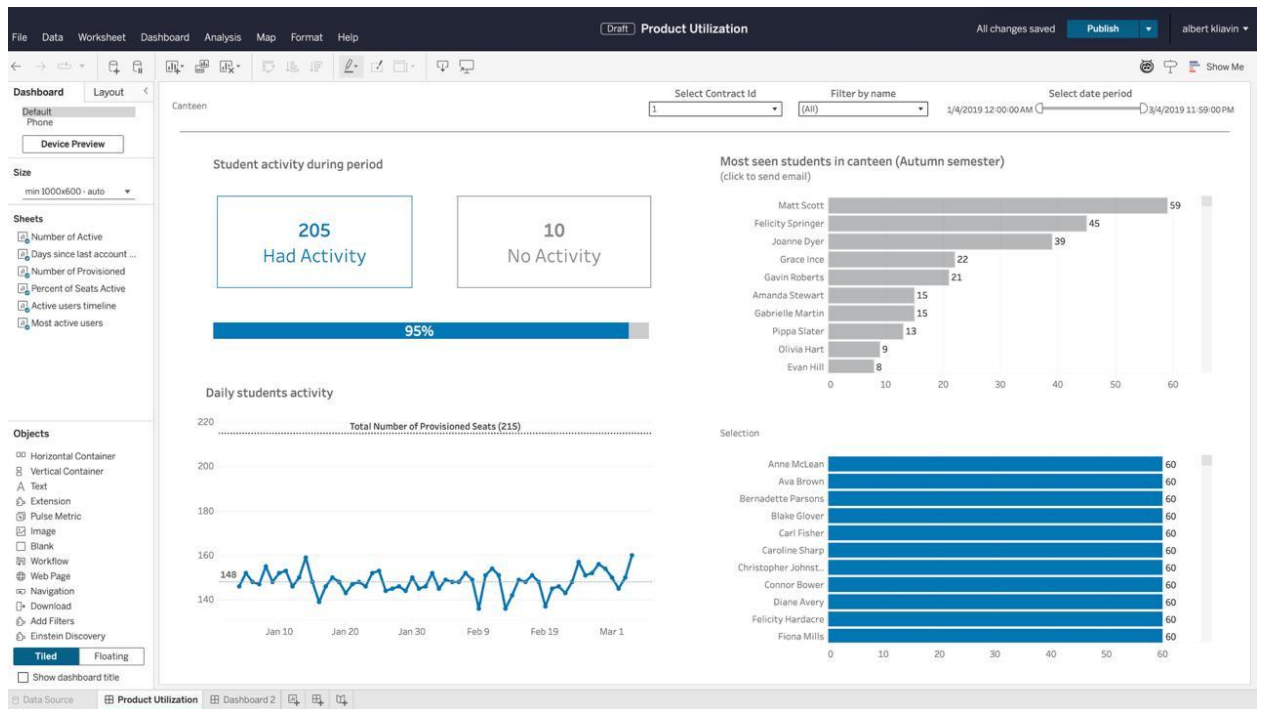 Draft Product Utilization
All changes saved
Publish
albert kliavin
File Data Worksheet Dashboard Analysis Map Format Help
Show Me
Dashboard Layout
Default
Phone
Device Preview
Size
min 1000x600 - auto
Sheets
Number of Active
Days since last account ...
Number of Provisioned
Percent of Seats Active
Active users timeline
Most active users
Objects
Horizontal Container
Vertical Container
Text
Extension
Pulse Metric
Image
Blank
Workflow
Web Page
Navigation
Download
Add Filters
Einstein Discovery
Tiled Floating
Show dashboard title
Canteen
Select Contract Id
1
Filter by name
(All)
Select date period
1/4/2019 12:00:00 AM 3/4/2019 11:59:00 PM
Student activity during period
205
Had Activity
10
No Activity
95%
Daily students activity
220
Total Number of Provisioned Seats (215)
200
180
160
148
140
Jan 10 Jan 20 Jan 30 Feb 9 Feb 19 Mar 1
Most seen students in canteen (Autumn semester)
(click to send email)
Matt Scott 59
Felicity Springer 45
Joanne Dyer 39
Grace Ince 22
Gavin Roberts 21
Amanda Stewart 15
Gabrielle Martin 15
Pippa Slater 13
Olivia Hart 9
Evan Hill 8
0 10 20 30 40 50 60
Selection
Anne McLean 60
Ava Brown 60
Bernadette Parsons 60
Blake Glover 60
Carl Fisher 60
Caroline Sharp 60
Christopher Johnst.. 60
Connor Bower 60
Diane Avery 60
Felicity Hardacre 60
Fiona Mills 60
0 10 20 30 40 50 60
Data Source Product Utilization Dashboard 2